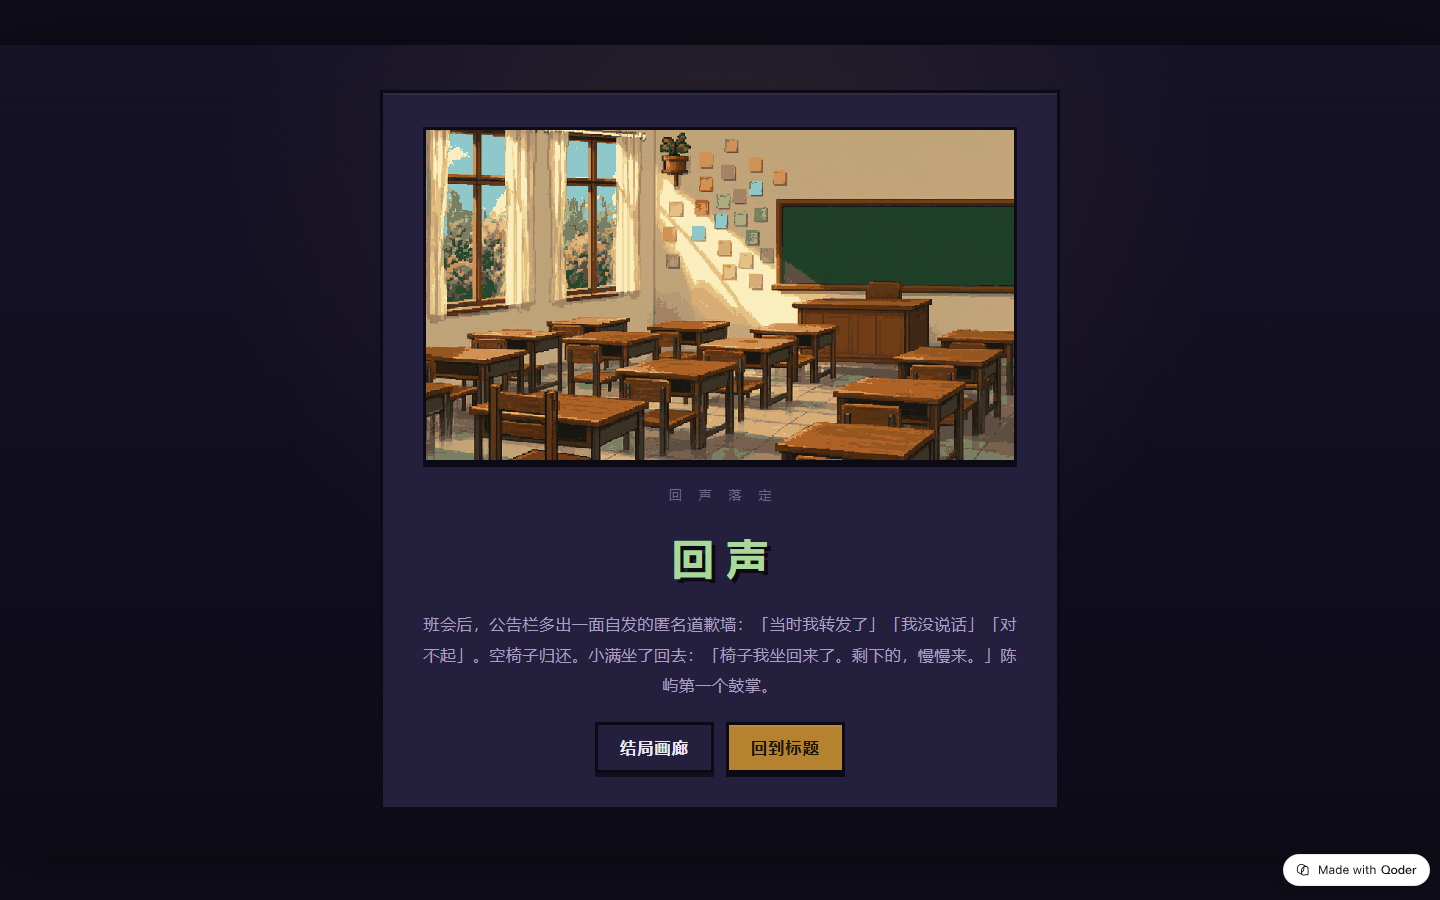 回声落定
回声
班会后，公告栏多出一面自发的匿名道歉墙：「当时我转发了」「我没说话」「对
不起」。空椅子归还。小满坐了回去：「椅子我坐回来了。剩下的，慢慢来。」陈
屿第一个鼓掌。
结局画廊
回到标题
Made with Qoder